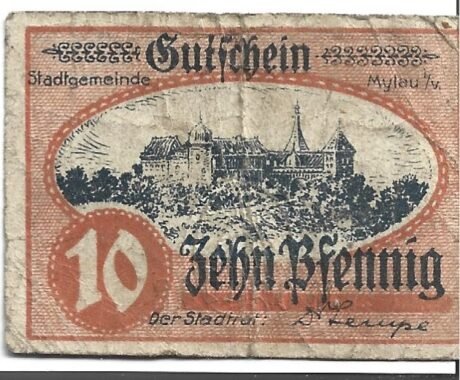 Gutschein
Stadtgemeinde Mylau i/V.
10 Zehn Pfennig
Der Stadtrat: